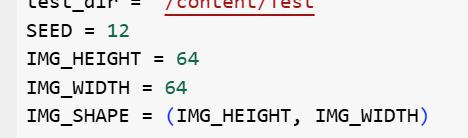 test_dir = "/content/Test"
SEED = 12
IMG_HEIGHT = 64
IMG_WIDTH = 64
IMG_SHAPE = (IMG_HEIGHT, IMG_WIDTH)